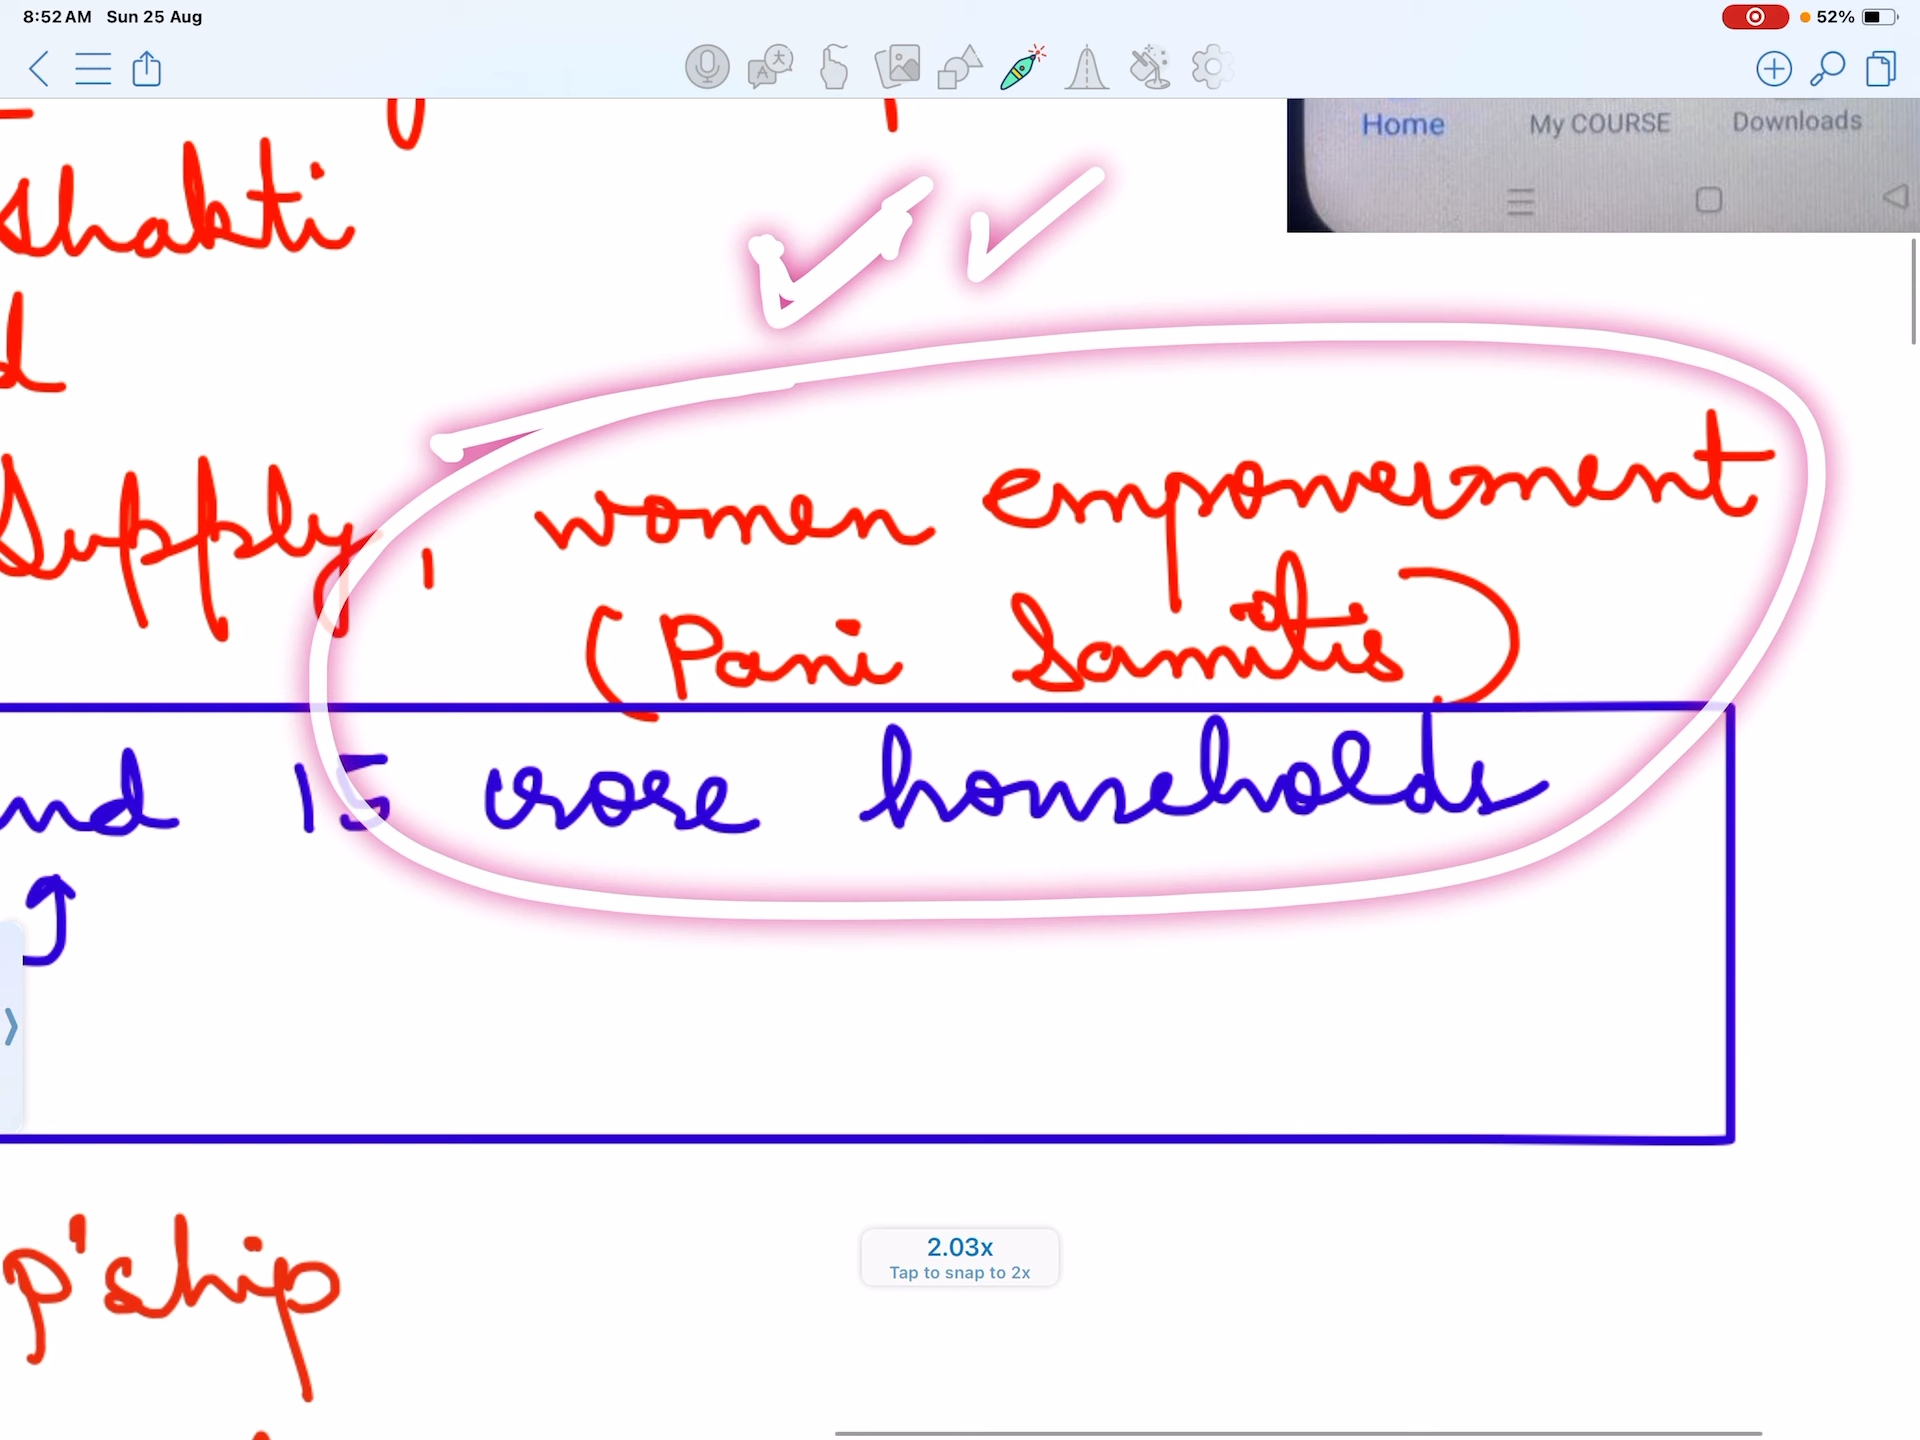 8:52 AM Sun 25 Aug
52%
Home My COURSE Downloads
Shakti
d
Supply, women empowerment
(Pani Samitis)
nd 15 crore households
2.03x
Tap to snap to 2x
p'ship